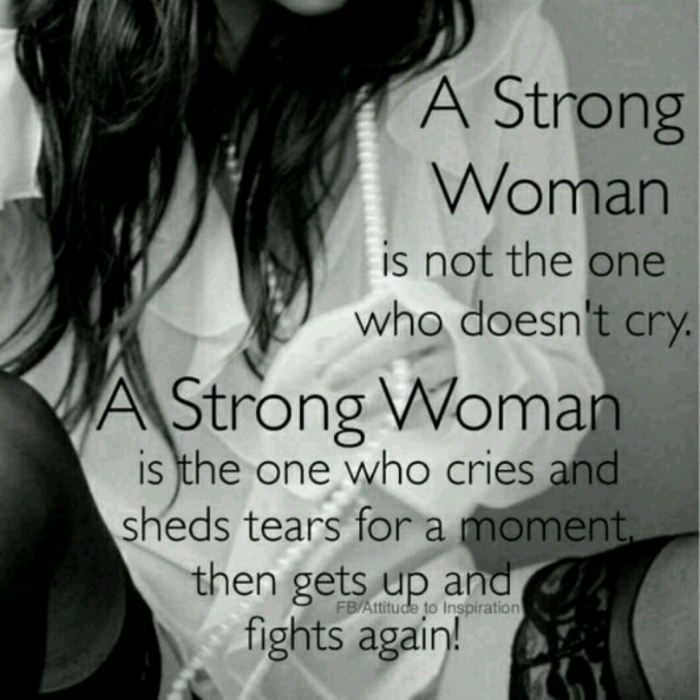 A Strong
Woman
is not the one
who doesn't cry.
A Strong Woman
is the one who cries and
sheds tears for a moment,
then gets up and
FB/Attitude to Inspiration
fights again!